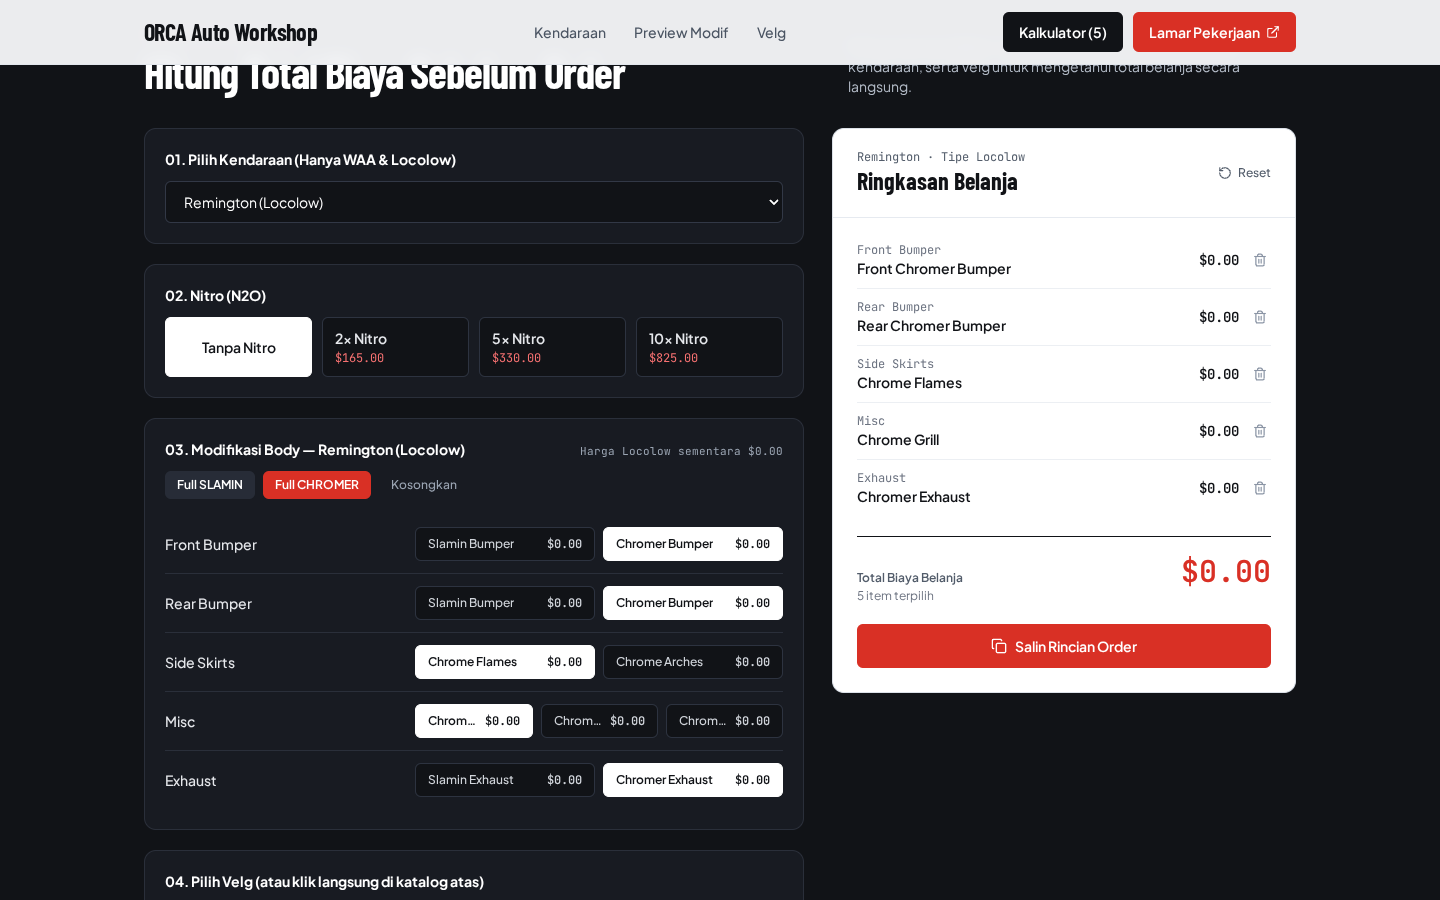 ORCA Auto Workshop
Kendaraan
Preview Modif
Velg
Kalkulator (5)
Lamar Pekerjaan
Hitung Total Biaya Sebelum Order
kendaraan, serta velg untuk mengetahui total belanja secara
langsung.
01. Pilih Kendaraan (Hanya WAA & Locolow)
Remington (Locolow)
02. Nitro (N2O)
Tanpa Nitro
2× Nitro
$165.00
5× Nitro
$330.00
10× Nitro
$825.00
03. Modifikasi Body — Remington (Locolow)
Harga Locolow sementara $0.00
Full SLAMIN
Full CHROMER
Kosongkan
Front Bumper
Slamin Bumper $0.00
Chromer Bumper $0.00
Rear Bumper
Slamin Bumper $0.00
Chromer Bumper $0.00
Side Skirts
Chrome Flames $0.00
Chrome Arches $0.00
Misc
Chrom... $0.00
Chrom... $0.00
Chrom... $0.00
Exhaust
Slamin Exhaust $0.00
Chromer Exhaust $0.00
04. Pilih Velg (atau klik langsung di katalog atas)
Remington · Tipe Locolow
Ringkasan Belanja
Reset
Front Bumper
Front Chromer Bumper
$0.00
Rear Bumper
Rear Chromer Bumper
$0.00
Side Skirts
Chrome Flames
$0.00
Misc
Chrome Grill
$0.00
Exhaust
Chromer Exhaust
$0.00
Total Biaya Belanja
5 item terpilih
$0.00
Salin Rincian Order